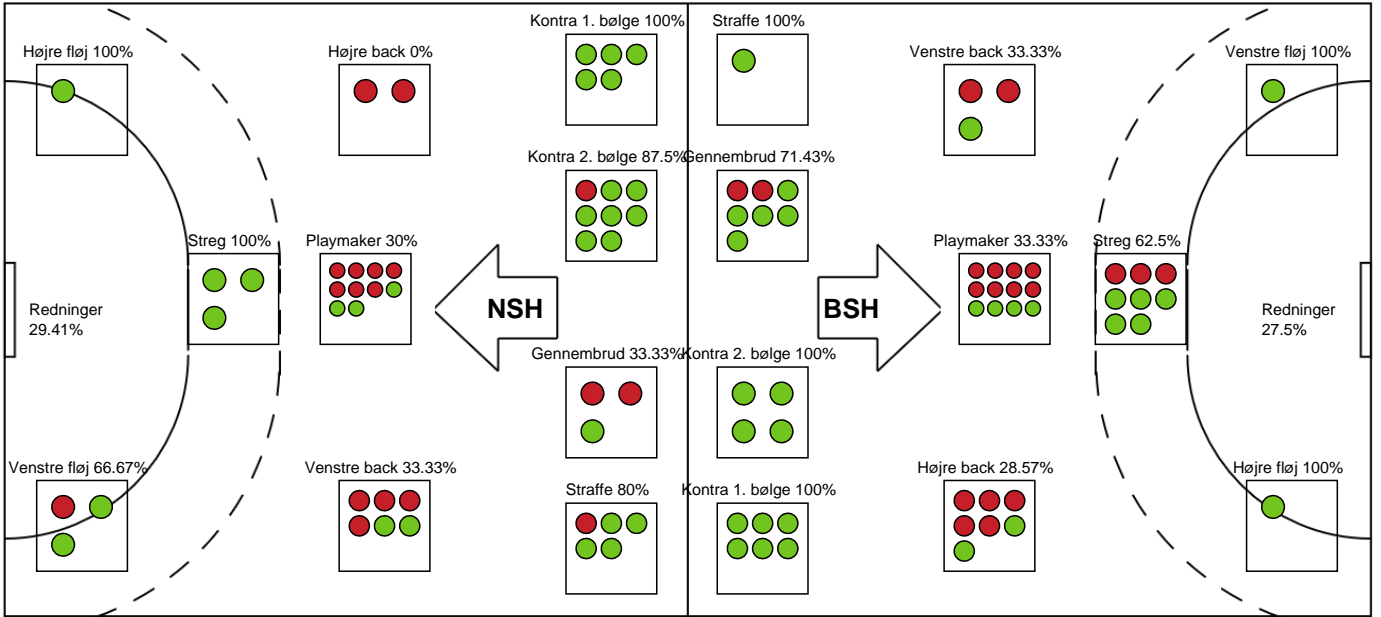 Kontra 1. bølge 100%
Straffe 100%
Højre fløj 100%
Højre back 0%
Venstre back 33.33%
Venstre fløj 100%
Kontra 2. bølge 87.5%
Gennembrud 71.43%
Streg 100%
Playmaker 30%
Playmaker 33.33%
Streg 62.5%
Redninger
29.41%
NSH
BSH
Redninger
27.5%
Gennembrud 33.33%
Kontra 2. bølge 100%
Venstre fløj 66.67%
Venstre back 33.33%
Højre back 28.57%
Højre fløj 100%
Straffe 80%
Kontra 1. bølge 100%